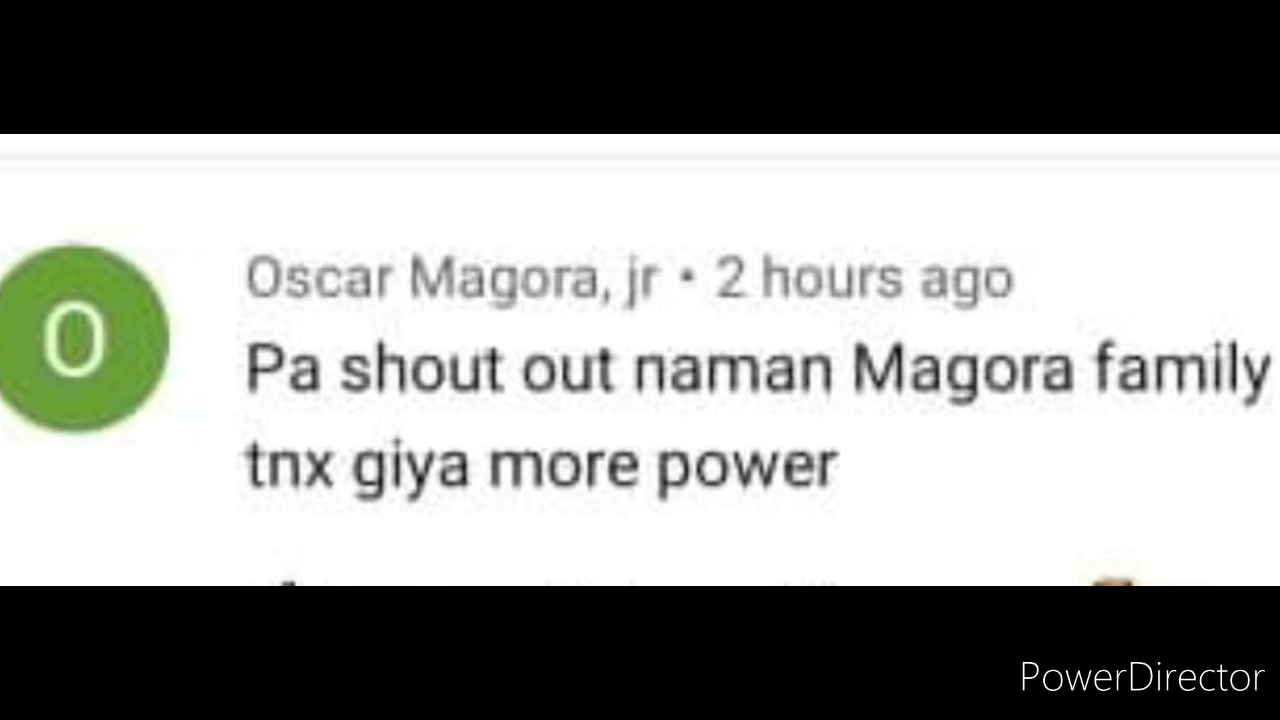 O
Oscar Magora, jr • 2 hours ago
Pa shout out naman Magora family
tnx giya more power
PowerDirector